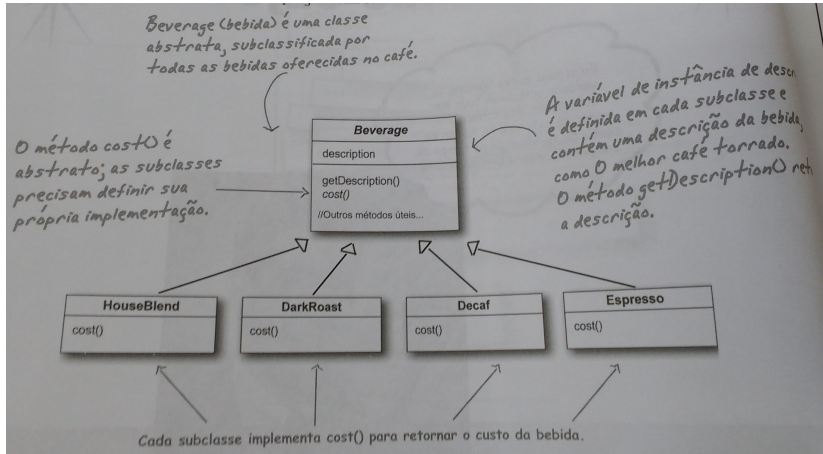 Beverage (bebida) é uma classe
abstrata, subclassificada por
todas as bebidas oferecidas no café.
O método cost() é
abstrato; as subclasses
precisam definir sua
própria implementação.
Beverage
description
getDescription()
cost()
//Outros métodos úteis...
A variável de instância de descr
é definida em cada subclasse e
contém uma descrição da bebida,
como O melhor café torrado.
O método getDescription() ret
a descrição.
HouseBlend
cost()
DarkRoast
cost()
Decaf
cost()
Espresso
cost()
Cada subclasse implementa cost() para retornar o custo da bebida.